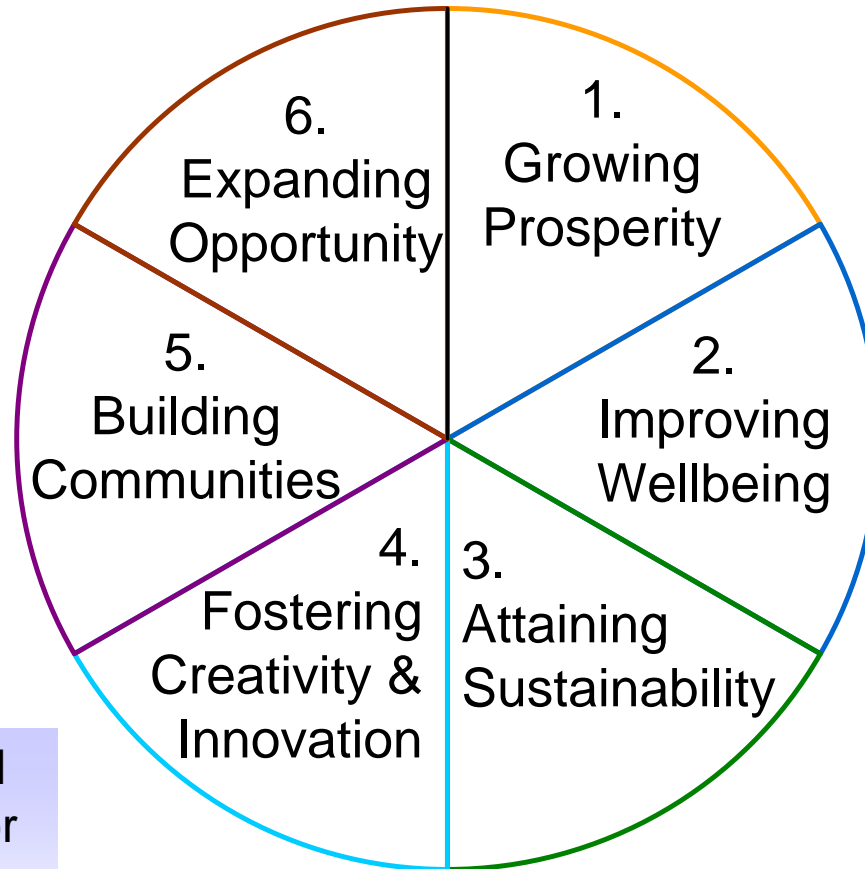 1.
Growing
Prosperity
2.
Improving
Wellbeing
3.
Attaining
Sustainability
4.
Fostering
Creativity &
Innovation
5.
Building
Communities
6.
Expanding
Opportunity